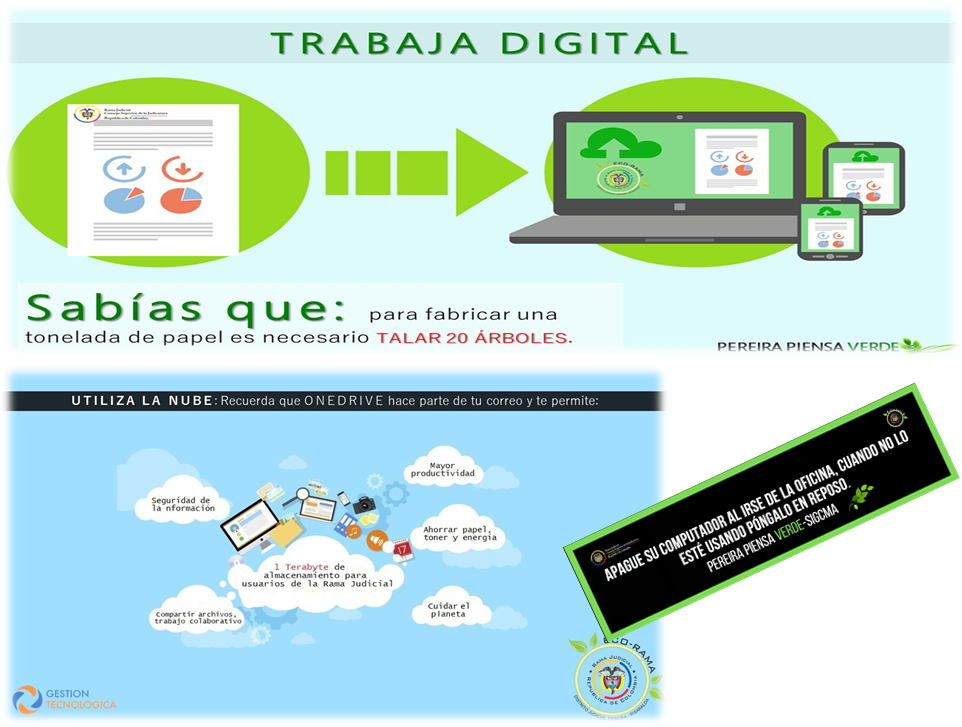 TRABAJA DIGITAL
Rama Judicial
Consejo Superior de la Judicatura
República de Colombia
ECO-RAMA
Sabías que: para fabricar una
tonelada de papel es necesario TALAR 20 ÁRBOLES.
PEREIRA PIENSA VERDE
UTILIZA LA NUBE: Recuerda que ONEDRIVE hace parte de tu correo y te permite:
Mayor
productividad
Seguridad de
la nformación
Ahorrar papel,
toner y energia
17
1 Terabyte de
almacenamiento para
usuarios de la Rama Judicial
Compartir archivos,
trabajo colaborativo
Cuidar el
planeta
APAGUE SU COMPUTADOR AL IRSE DE LA OFICINA, CUANDO NO LO
ESTÉ USANDO PÓNGALO EN REPOSO.
PEREIRA PIENSA VERDE-SIGCMA
ECO-RAMA
RAMA JUDICIAL
REPÚBLICA DE COLOMBIA
GESTION
TECNOLOGICA